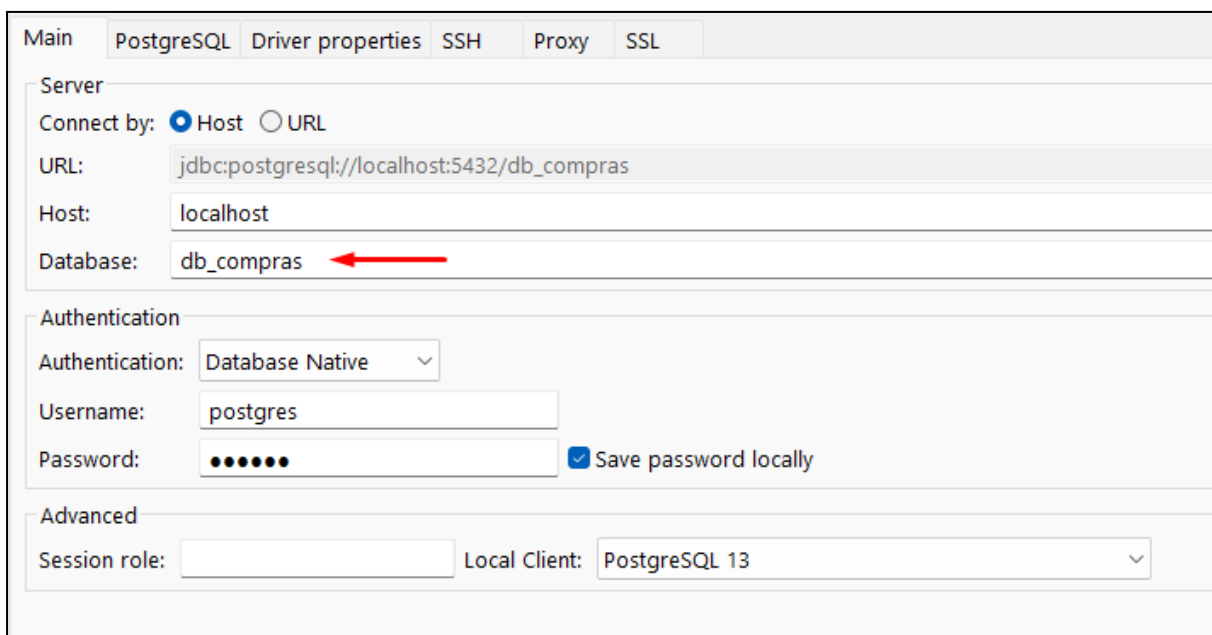 Main PostgreSQL Driver properties SSH Proxy SSL
Server
Connect by: Host URL
URL: jdbc:postgresql://localhost:5432/db_compras
Host: localhost
Database: db_compras
Authentication
Authentication: Database Native
Username: postgres
Password: ●●●●●● Save password locally
Advanced
Session role: Local Client: PostgreSQL 13